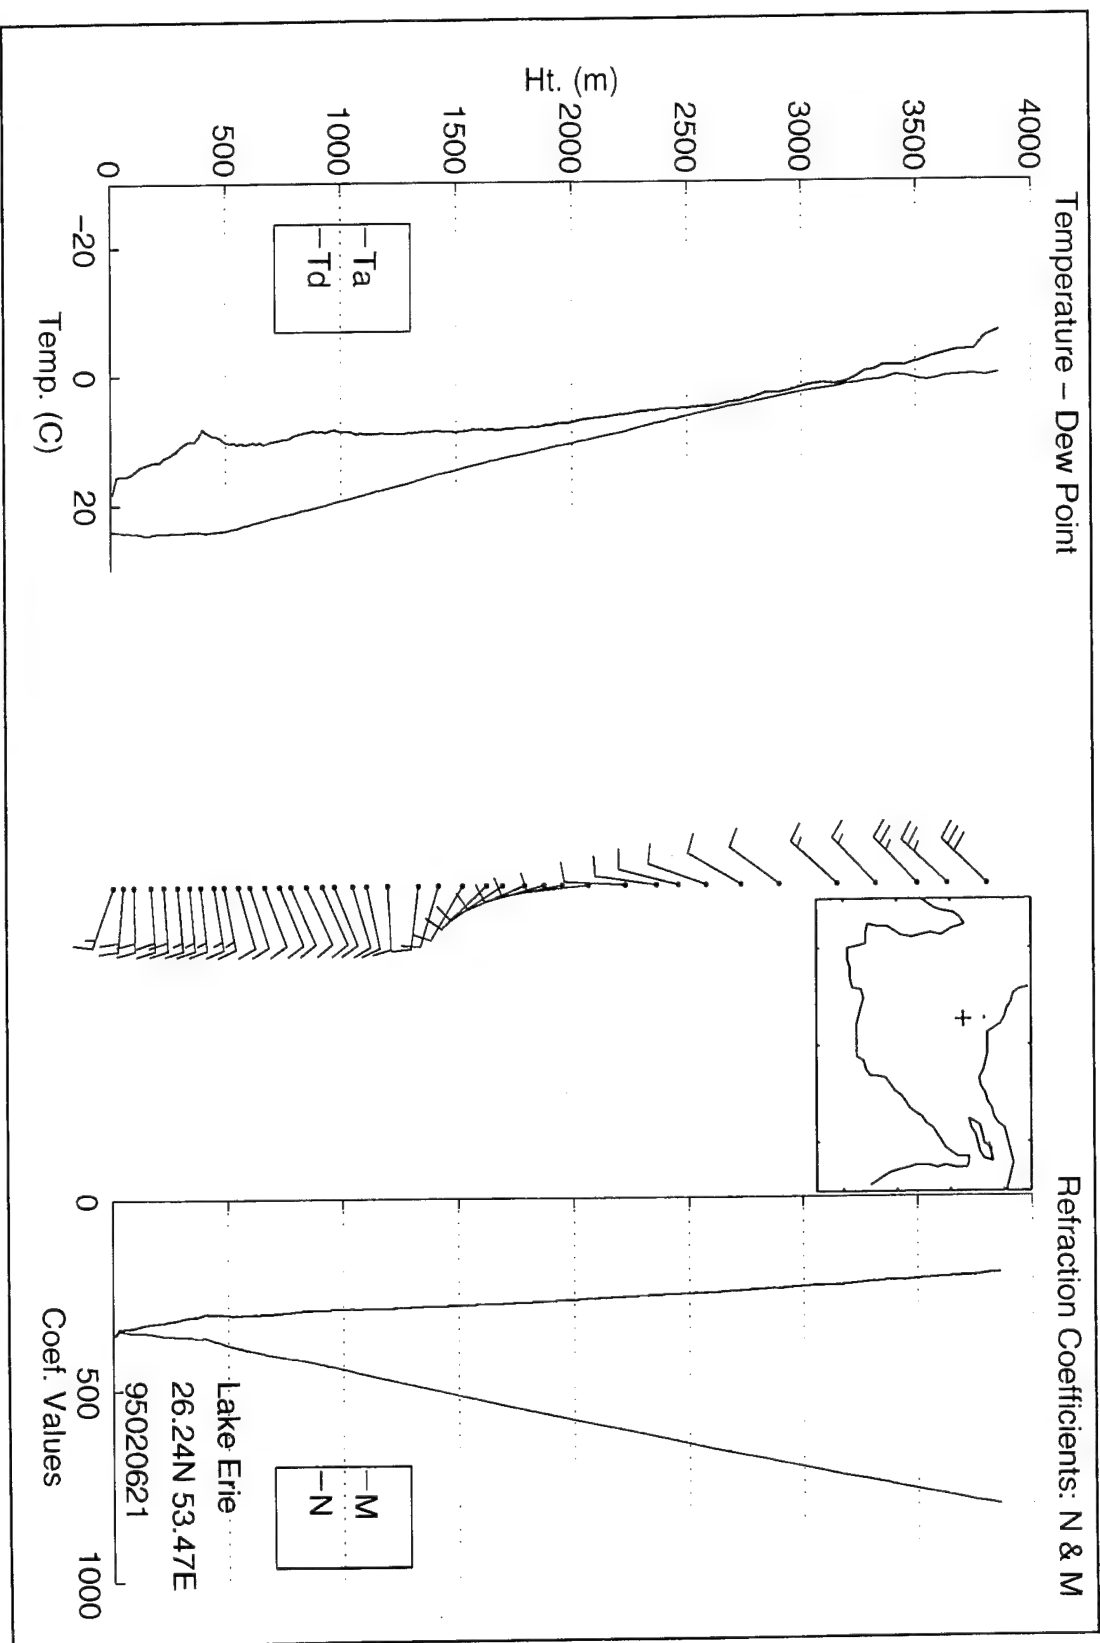 Temperature – Dew Point
Refraction Coefficients: N & M
Ht. (m)
4000
3500
3000
2500
2000
1500
1000
500
0
–Ta
–Td
-20
0
20
Temp. (C)
–M
–N
Lake Erie
26.24N 53.47E
95020621
0
500
1000
Coef. Values